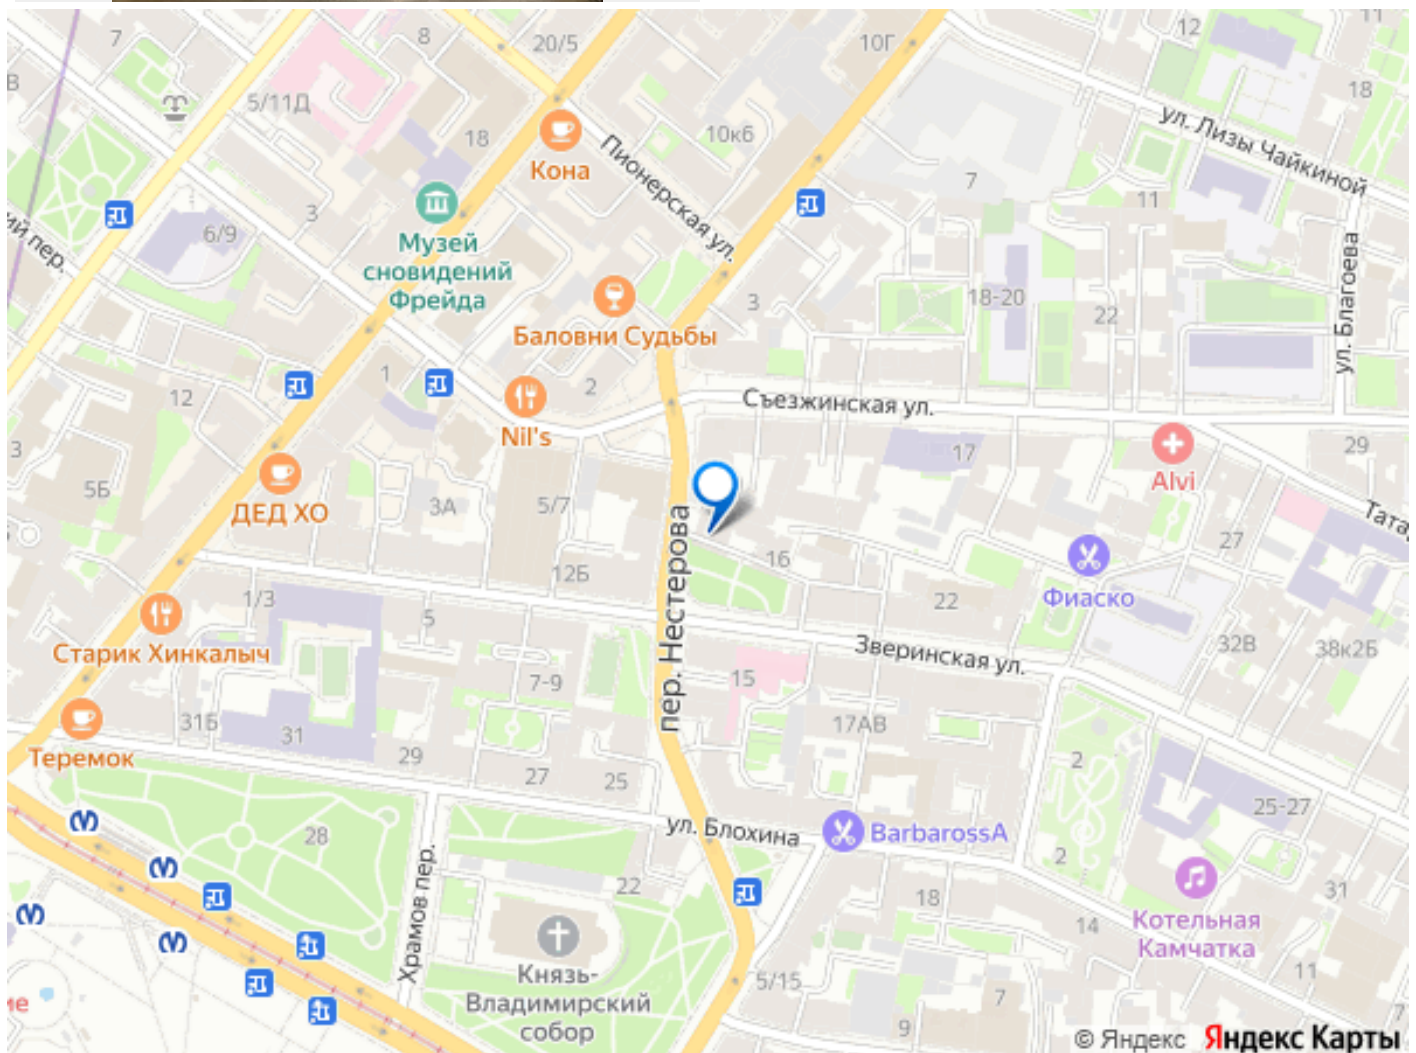 7
8
20/5
10Г
12
11
В
5/11Д
18
Кона
10к6
Пионерская ул.
ул. Лизы Чайкиной
18
7
3
6/9
ий пер.
Музей
сновидений
Фрейда
11
Баловни Судьбы
3
18-20
22
ул. Благоева
1
12
2
Nil's
Съезжинская ул.
17
Alvi
29
3
5Б
ДЕД ХО
3А
5/7
пер. Нестерова
16
12Б
Фиаско
27
Тата
1/3
5
22
Старик Хинкалыч
Зверинская ул.
32В
38к2Б
7-9
15
17АВ
31Б
31
29
Теремок
27
25
2
25-27
28
ул. Блохина
BarbarossA
2
Храмов пер.
22
18
31
14
Котельная
Камчатка
Князь-
Владимирский
собор
5/15
7
11
7
9
ие
© Яндекс Яндекс Карты